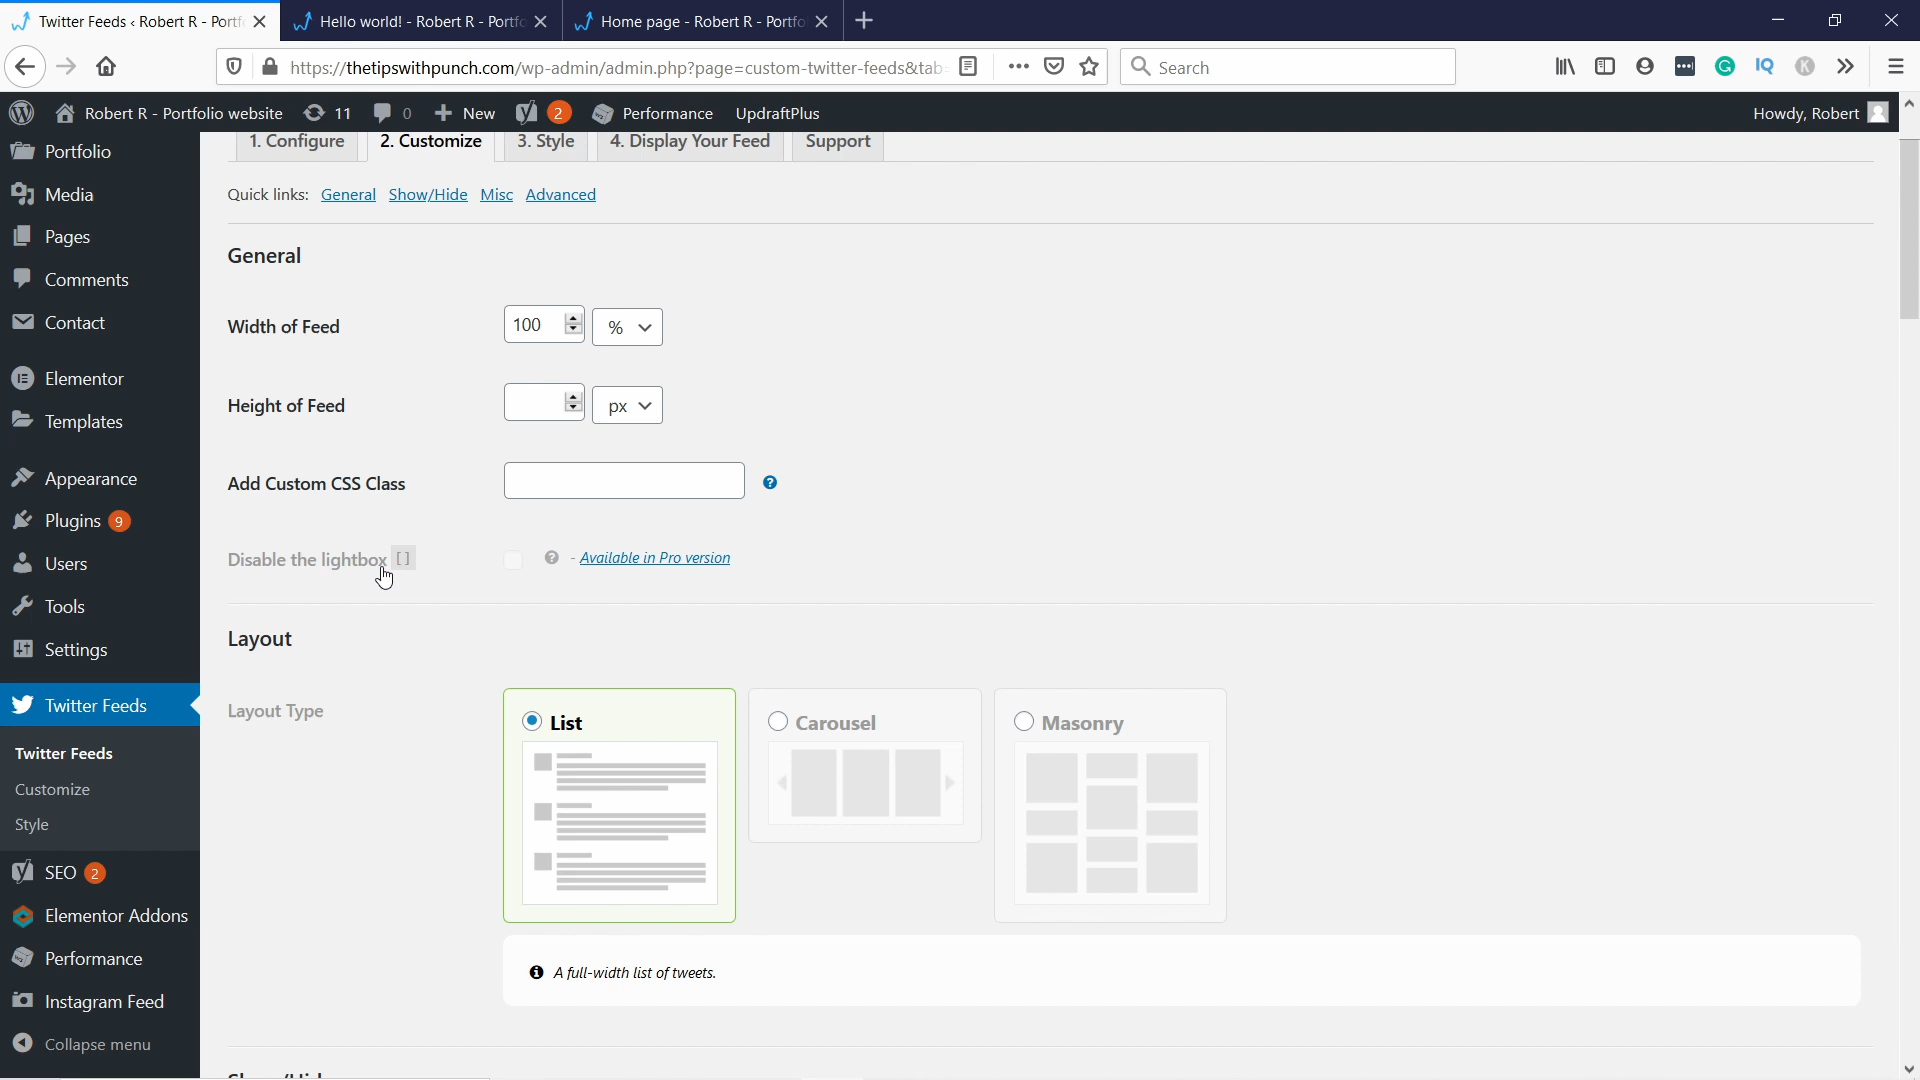 Twitter Feeds ‹ Robert R - Portf
Hello world! - Robert R - Portfo
Home page - Robert R - Portfo
https://thetipswithpunch.com/wp-admin/admin.php?page=custom-twitter-feeds&tab
Search
Robert R - Portfolio website
11
0
New
2
Performance
UpdraftPlus
Howdy, Robert
Portfolio
Media
Pages
Comments
Contact
Elementor
Templates
Appearance
Plugins 9
Users
Tools
Settings
Twitter Feeds
Twitter Feeds
Customize
Style
SEO 2
Elementor Addons
Performance
Instagram Feed
Collapse menu
1. Configure
2. Customize
3. Style
4. Display Your Feed
Support
Quick links: General Show/Hide Misc Advanced
General
Width of Feed
100
%
Height of Feed
px
Add Custom CSS Class
?
Disable the lightbox []
? - Available in Pro version
Layout
Layout Type
List
Carousel
Masonry
A full-width list of tweets.